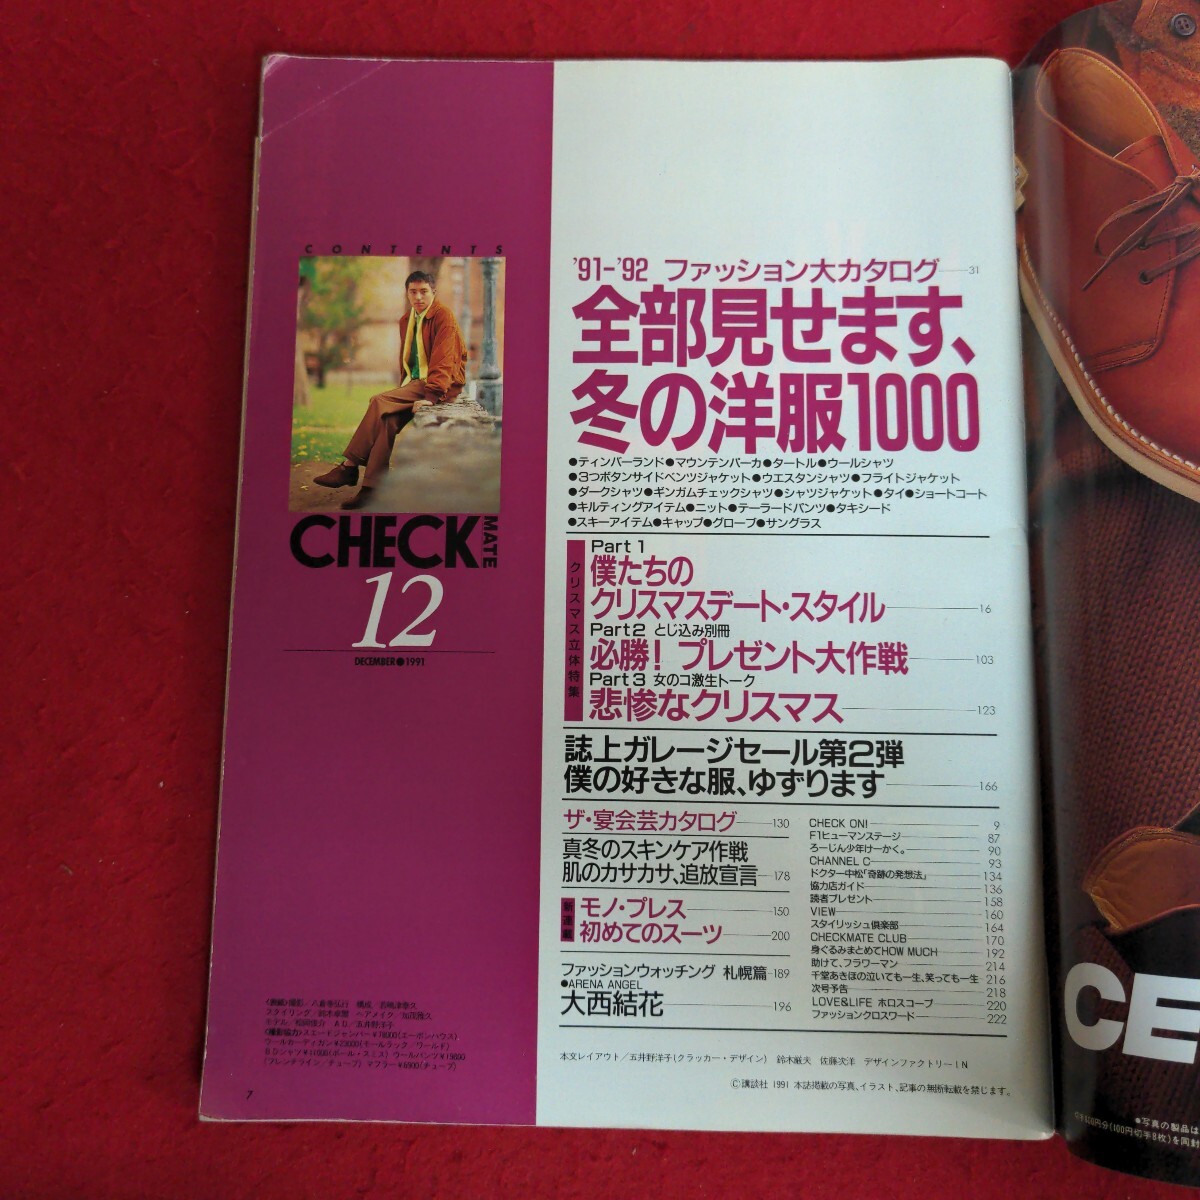 CONTENTS
CHECK
MATE
12
DECEMBER●1991
'91-'92 ファッション大カタログ——31
全部見せます、
冬の洋服1000
●ティンバーランド●マウンテンパーカ●タートル●ウールシャツ
●3つボタンサイドベンツジャケット●ウエスタンシャツ●フライトジャケット
●ダークシャツ●ギンガムチェックシャツ●シャツジャケット●タイ●ショートコート
●キルティングアイテム●ニット●テーラードパンツ●タキシード
●スキーアイテム●キャップ●グローブ●サングラス
クリスマス立体特集
Part 1
僕たちの
クリスマスデート・スタイル——16
Part2 とじ込み別冊
必勝! プレゼント大作戦——103
Part3 女のコ激生トーク
悲惨なクリスマス——123
誌上ガレージセール第2弾
僕の好きな服、ゆずります——166
ザ・宴会芸カタログ——130
真冬のスキンケア作戦
肌のカサカサ、追放宣言——178
新連載
モノ・プレス——150
初めてのスーツ——200
ファッションウォッチング 札幌篇—189
●ARENA ANGEL
大西結花——196
CHECK ON!——9
F1ヒューマンステージ——87
ろーじん少年けーかく。——90
CHANNEL C——93
ドクター中松「奇跡の発想法」——134
協力店ガイド——136
読者プレゼント——158
VIEW——160
スタイリッシュ倶楽部——164
CHECKMATE CLUB——170
身ぐるみまとめてHOW MUCH——192
助けて、フラワーマン——214
千堂あきほの泣いても一生、笑っても一生—216
次号予告——218
LOVE&LIFE ホロスコープ——220
ファッションクロスワード——222
本文レイアウト/五井野洋子(クラッカー・デザイン) 鈴木厳夫 佐藤次洋 デザインファクトリーIN
©講談社 1991 本誌掲載の写真、イラスト、記事の無断転載を禁じます。
7
CE
●写真の製品は